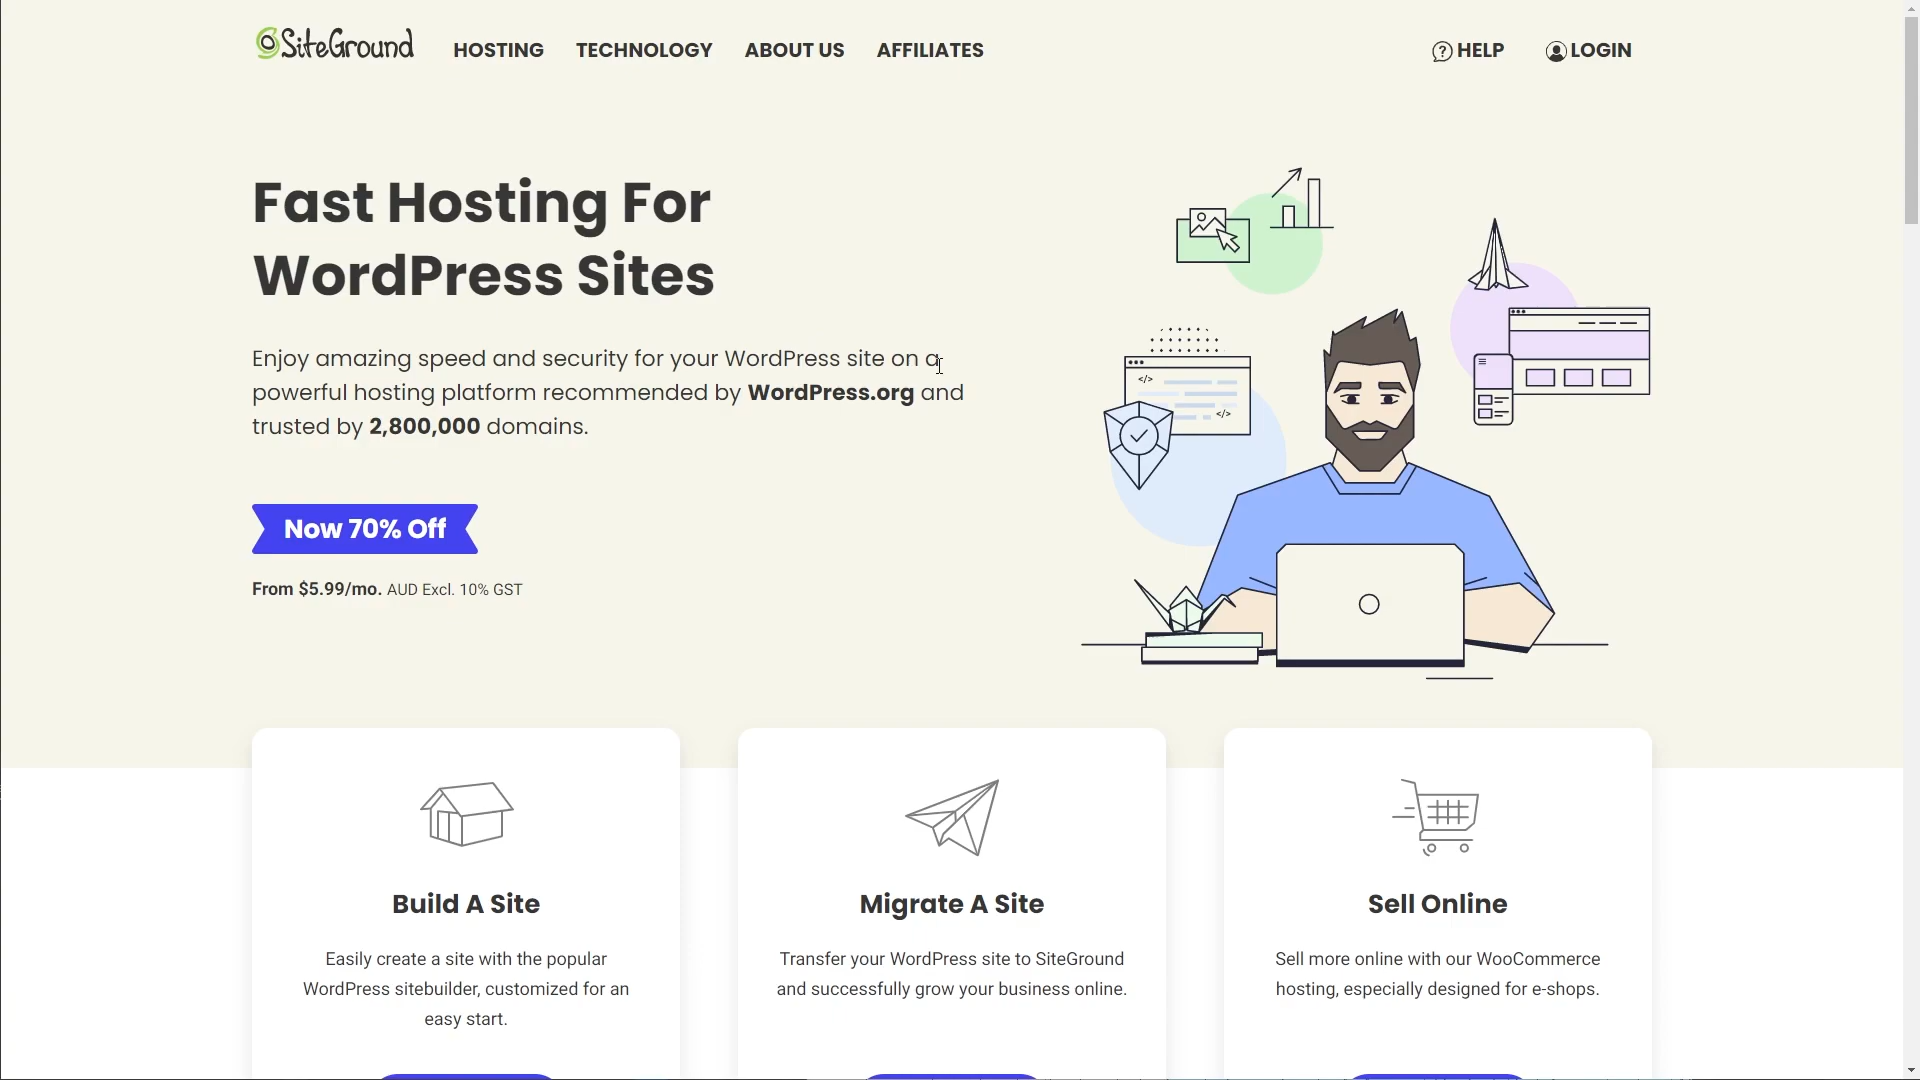 SiteGround
HOSTING
TECHNOLOGY
ABOUT US
AFFILIATES
HELP
LOGIN
Fast Hosting For
WordPress Sites
Enjoy amazing speed and security for your WordPress site on a
powerful hosting platform recommended by WordPress.org and
trusted by 2,800,000 domains.
</>
</>
Now 70% Off
From $5.99/mo. AUD Excl. 10% GST
Build A Site
Easily create a site with the popular
WordPress sitebuilder, customized for an
easy start.
Migrate A Site
Transfer your WordPress site to SiteGround
and successfully grow your business online.
Sell Online
Sell more online with our WooCommerce
hosting, especially designed for e-shops.